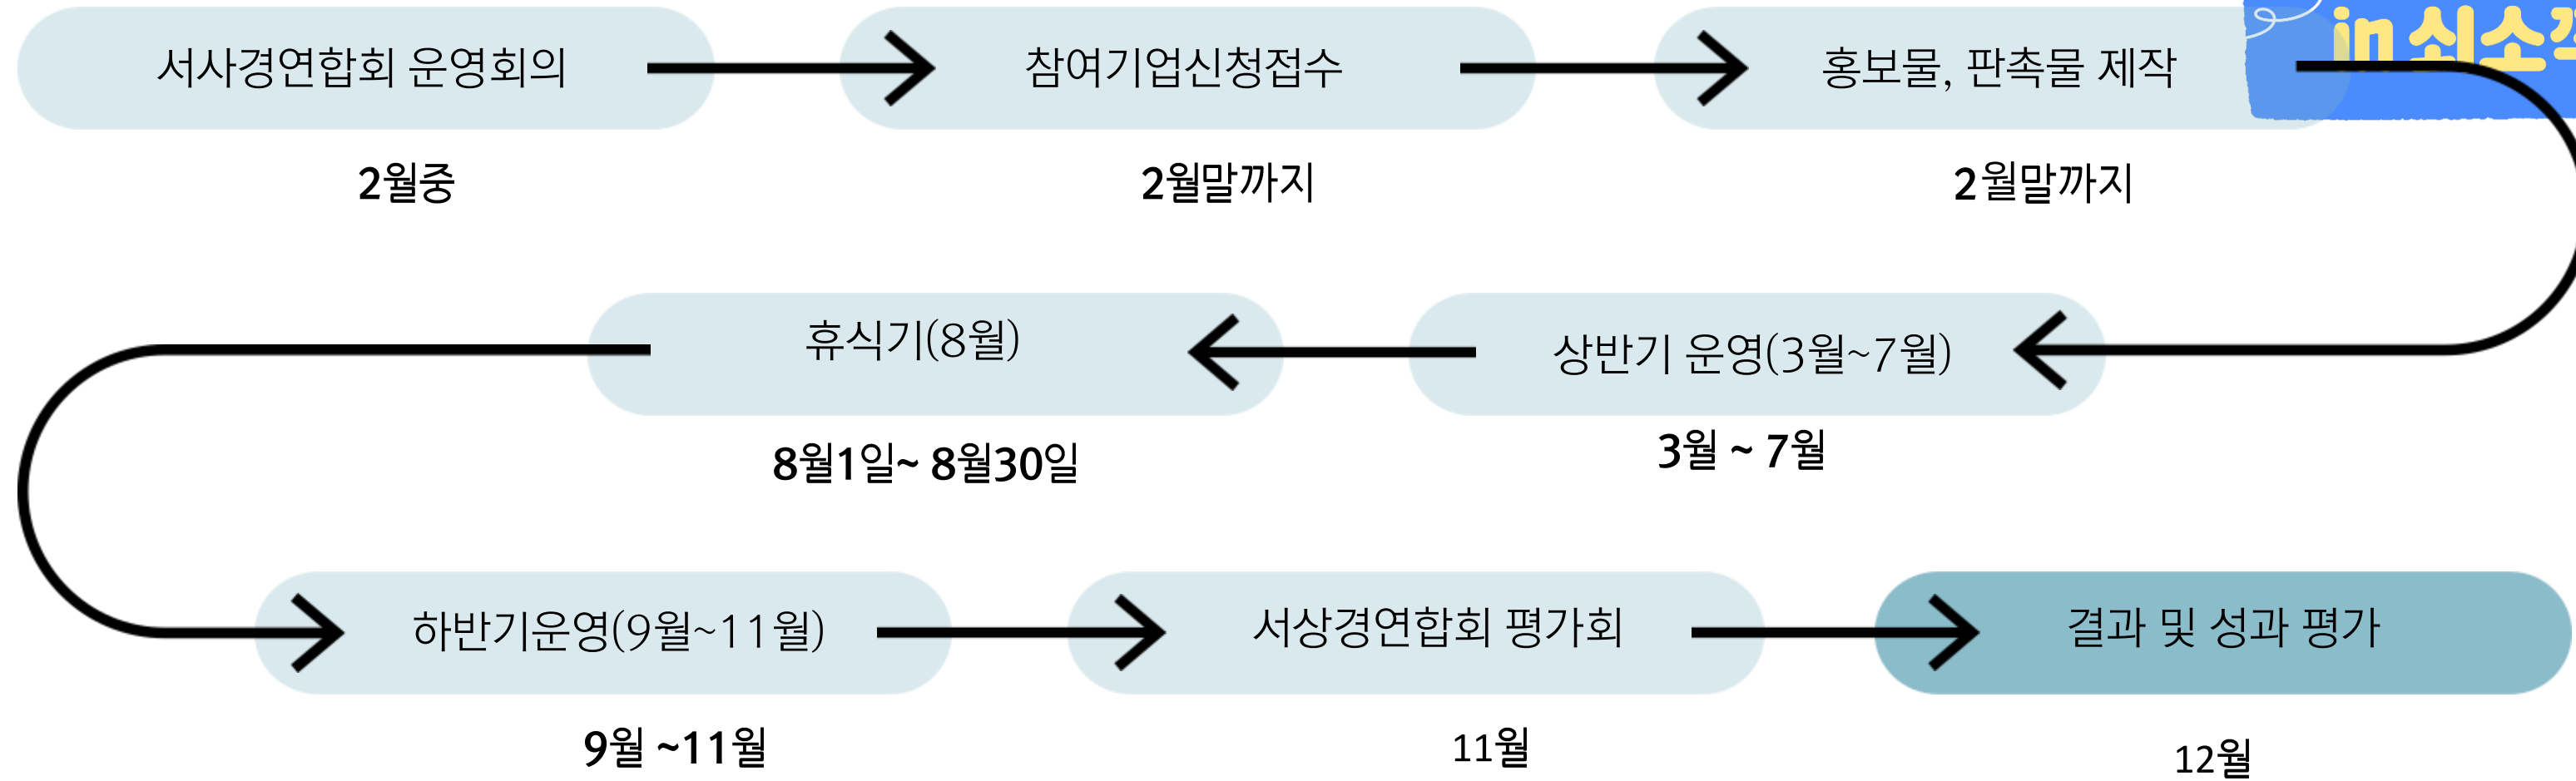 서사경연합회 운영회의
참여기업신청접수
홍보물, 판촉물 제작
in 쇠소
2월중
2월말까지
2월말까지
휴식기(8월)
상반기 운영(3월~7월)
8월1일~ 8월30일
3월 ~ 7월
하반기운영(9월~11월)
서상경연합회 평가회
결과 및 성과 평가
9월 ~11월
11월
12월